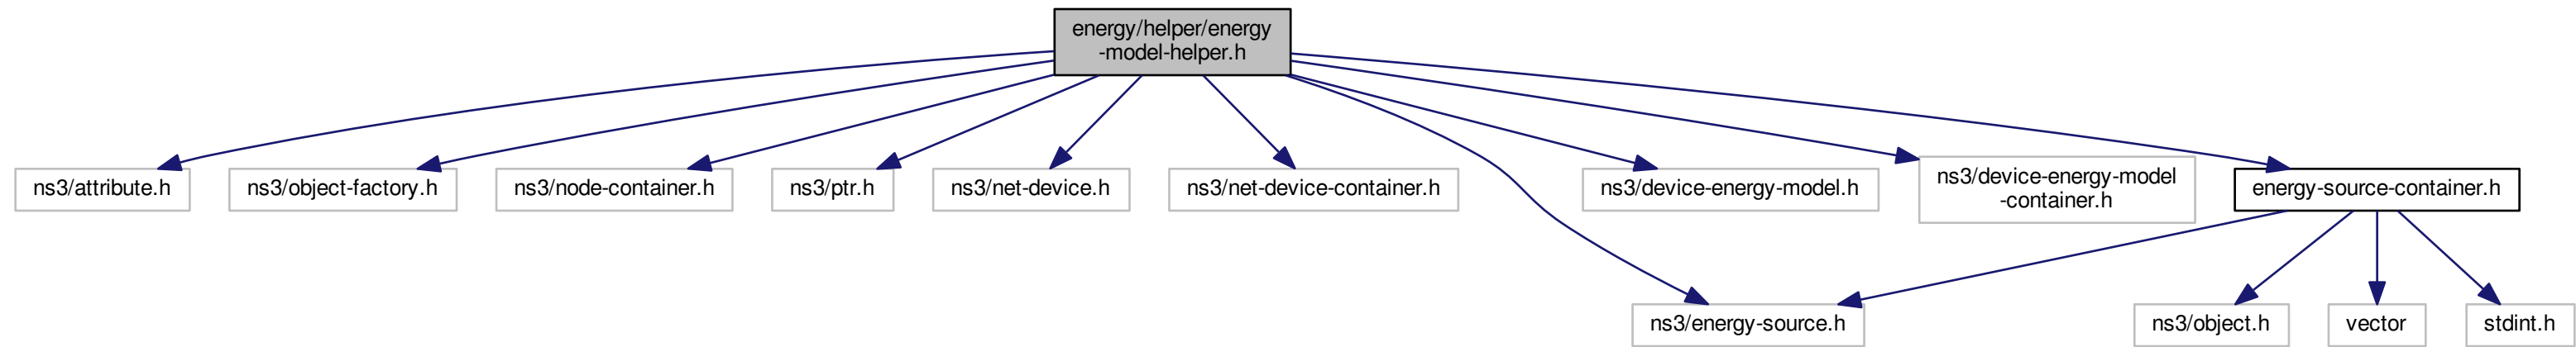 energy/helper/energy
-model-helper.h
ns3/attribute.h
ns3/object-factory.h
ns3/node-container.h
ns3/ptr.h
ns3/net-device.h
ns3/net-device-container.h
ns3/device-energy-model.h
ns3/device-energy-model
-container.h
energy-source-container.h
ns3/energy-source.h
ns3/object.h
vector
stdint.h